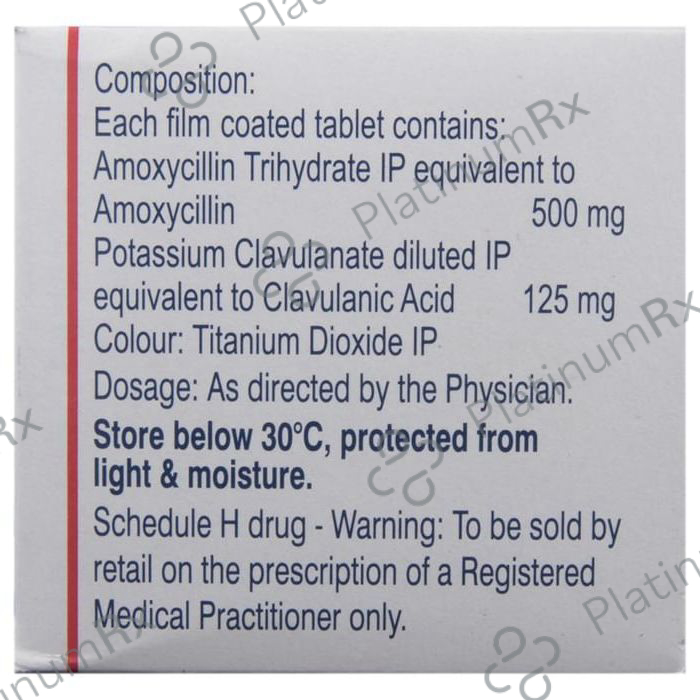 Composition:
Each film coated tablet contains:
Amoxycillin Trihydrate IP equivalent to
Amoxycillin 500 mg
Potassium Clavulanate diluted IP
equivalent to Clavulanic Acid 125 mg
Colour: Titanium Dioxide IP
Dosage: As directed by the Physician.
Store below 30°C, protected from
light & moisture.
Schedule H drug - Warning: To be sold by
retail on the prescription of a Registered
Medical Practitioner only.
PlatinumRx
PlatinumRx